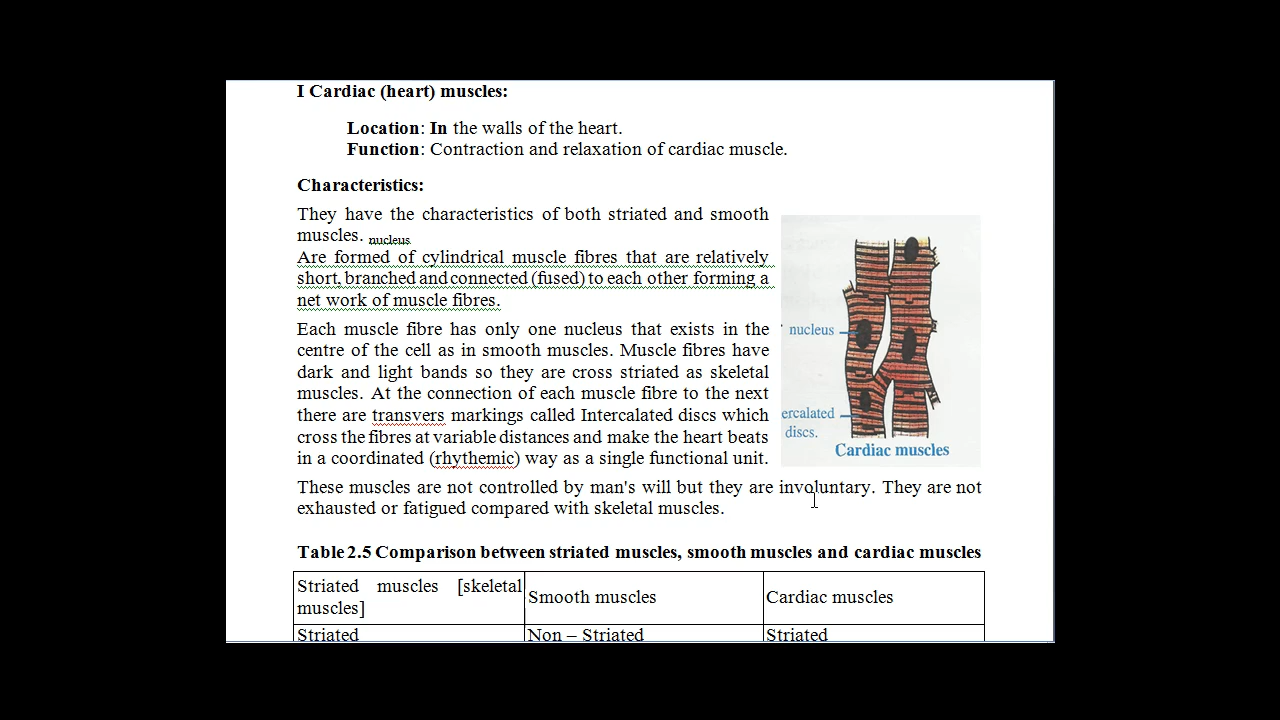 I Cardiac (heart) muscles:
Location: In the walls of the heart.
Function: Contraction and relaxation of cardiac muscle.
Characteristics:
They have the characteristics of both striated and smooth
muscles. nucleus
Are formed of cylindrical muscle fibres that are relatively
short, branched and connected (fused) to each other forming a
net work of muscle fibres.
Each muscle fibre has only one nucleus that exists in the
centre of the cell as in smooth muscles. Muscle fibres have
dark and light bands so they are cross striated as skeletal
muscles. At the connection of each muscle fibre to the next
there are transvers markings called Intercalated discs which
cross the fibres at variable distances and make the heart beats
in a coordinated (rhythemic) way as a single functional unit.
nucleus
ercalated
discs.
Cardiac muscles
These muscles are not controlled by man's will but they are involuntary. They are not
exhausted or fatigued compared with skeletal muscles.
Table 2.5 Comparison between striated muscles, smooth muscles and cardiac muscles
Striated muscles [skeletal
muscles]
Smooth muscles
Cardiac muscles
Striated
Non – Striated
Striated